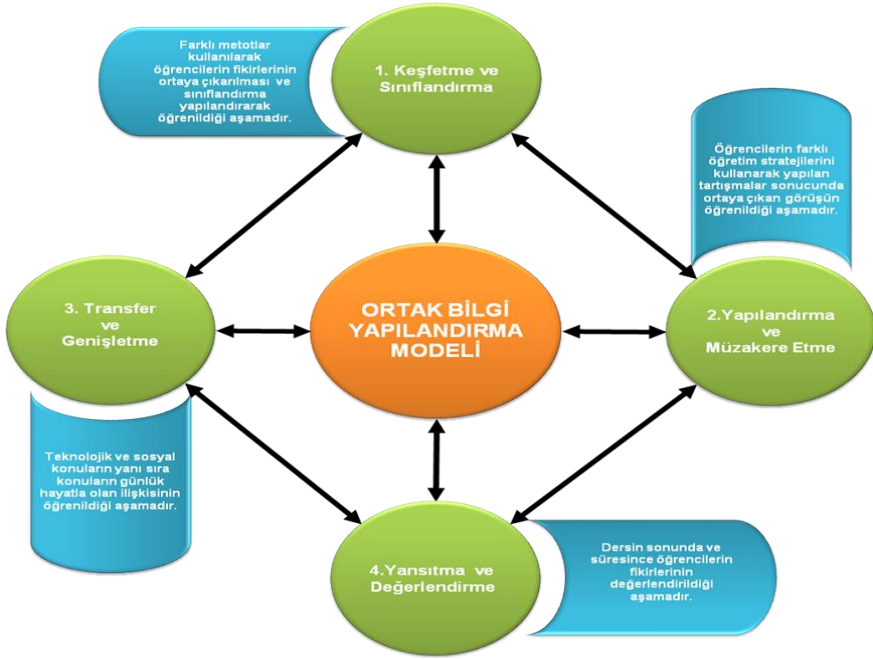 Farklı metotlar
kullanılarak
öğrencilerin fikirlerinin
ortaya çıkarılması ve
sınıflandırma
yapılandırarak
öğrenildiği aşamadır.
1. Keşfetme ve
Sınıflandırma
Öğrencilerin farklı
öğretim stratejilerini
kullanarak yapılan
tartışmalar sonucunda
ortaya çıkan görüşün
öğrenildiği aşamadır.
3. Transfer
ve
Genişletme
ORTAK BİLGİ
YAPILANDIRMA
MODELİ
2.Yapılandırma
ve
Müzakere Etme
Teknolojik ve sosyal
konuların yanı sıra
konuların günlük
hayatla olan ilişkisinin
öğrenildiği aşamadır.
4.Yansıtma ve
Değerlendirme
Dersin sonunda ve
süresince öğrencilerin
fikirlerinin
değerlendirildiği
aşamadır.